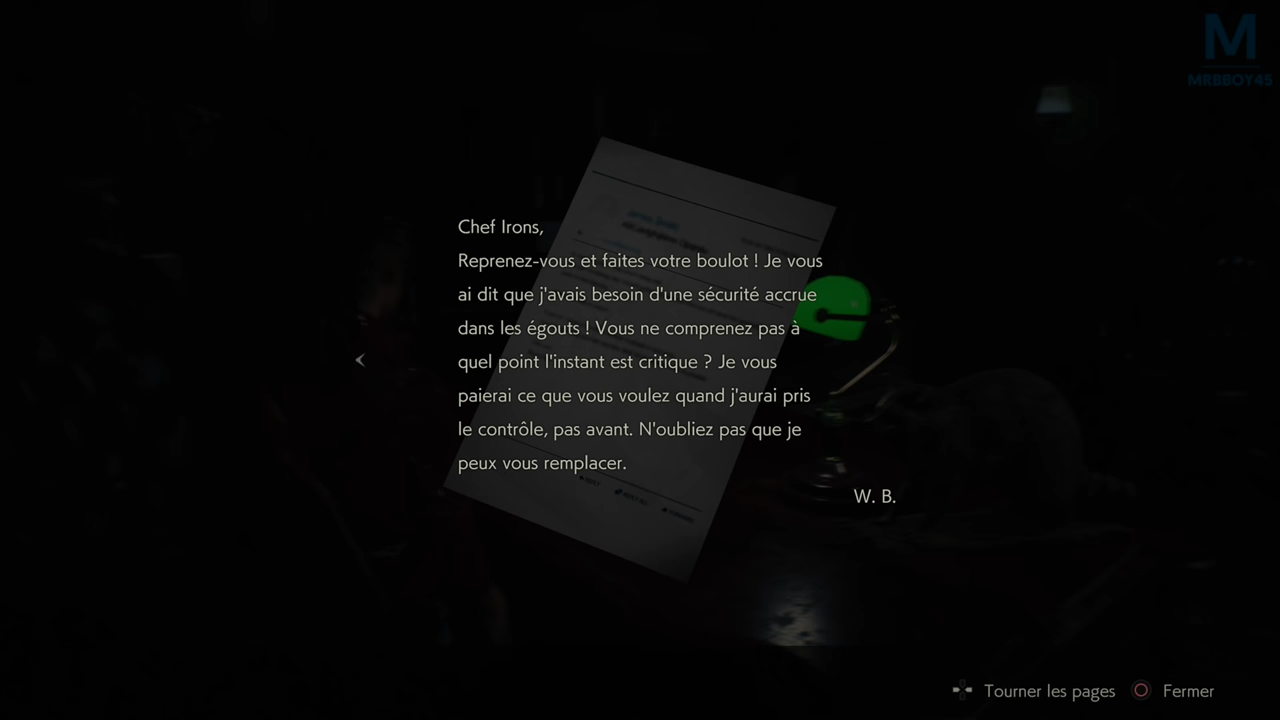 M
MRBBOY45
Chef Irons,
Reprenez-vous et faites votre boulot ! Je vous
ai dit que j'avais besoin d'une sécurité accrue
dans les égouts ! Vous ne comprenez pas à
quel point l'instant est critique ? Je vous
paierai ce que vous voulez quand j'aurai pris
le contrôle, pas avant. N'oubliez pas que je
peux vous remplacer.
W. B.
Tourner les pages
Fermer